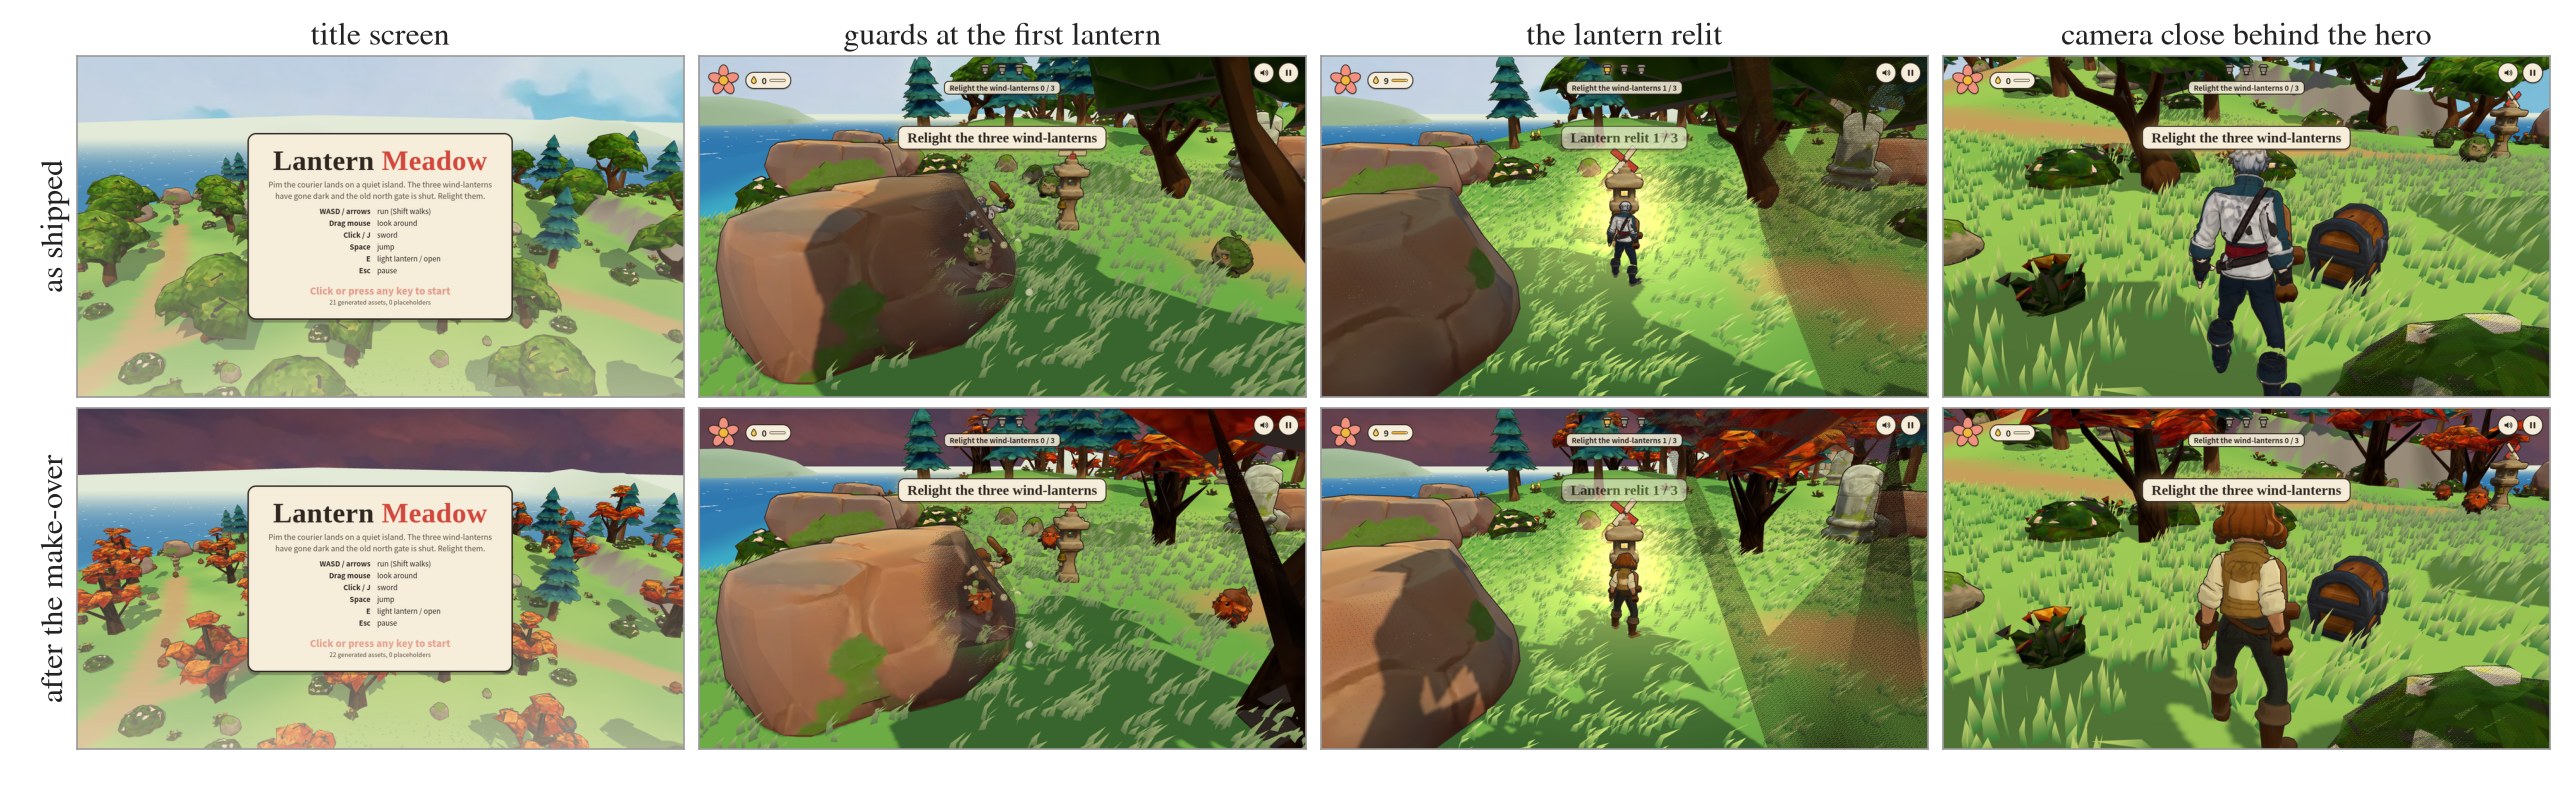 title screen
guards at the first lantern
the lantern relit
camera close behind the hero
as shipped
Lantern Meadow
Pim the courier lands on a quiet island. The three wind-lanterns
have gone dark and the old north gate is shut. Relight them.
WASD / arrows run (Shift walks)
Drag mouse look around
Click / J sword
Space jump
E light lantern / open
Esc pause
Click or press any key to start
21 generated assets, 0 placeholders
0
Relight the wind-lanterns 0 / 3
Relight the three wind-lanterns
9
Relight the wind-lanterns 1 / 3
Lantern relit 1 / 3
0
Relight the wind-lanterns 0 / 3
Relight the three wind-lanterns
after the make-over
Lantern Meadow
Pim the courier lands on a quiet island. The three wind-lanterns
have gone dark and the old north gate is shut. Relight them.
WASD / arrows run (Shift walks)
Drag mouse look around
Click / J sword
Space jump
E light lantern / open
Esc pause
Click or press any key to start
22 generated assets, 0 placeholders
0
Relight the wind-lanterns 0 / 3
Relight the three wind-lanterns
9
Relight the wind-lanterns 1 / 3
Lantern relit 1 / 3
0
Relight the wind-lanterns 0 / 3
Relight the three wind-lanterns